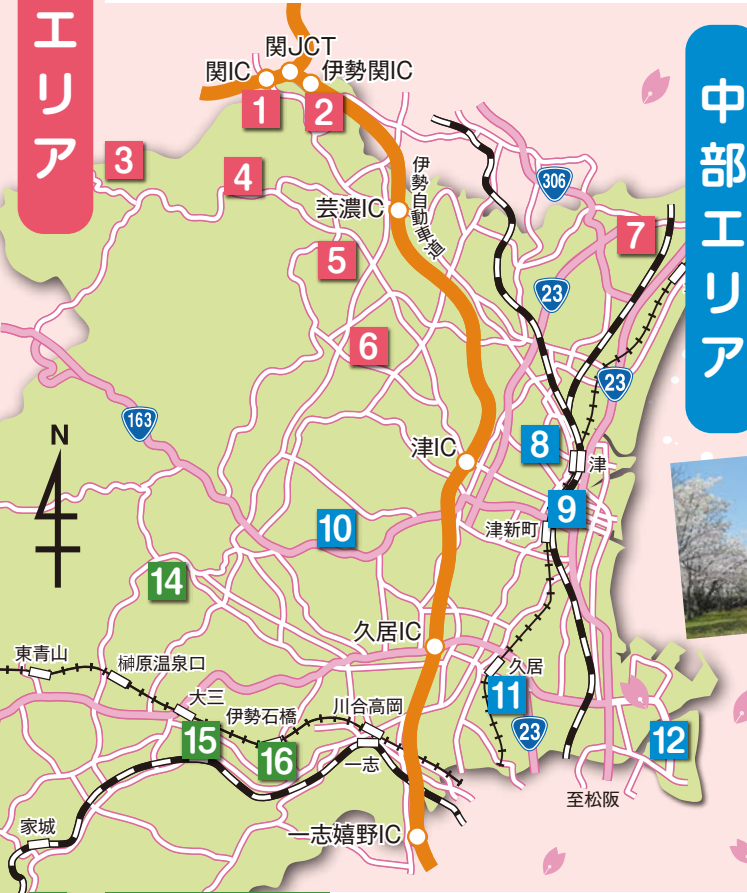 エリア
中部エリア
関JCT
関IC
伊勢関IC
1
2
3
4
306
伊勢自動車道
芸濃IC
7
5
23
6
23
163
N
津IC
8
津
9
津新町
10
14
久居IC
東青山
榊原温泉口
久居
大三
11
伊勢石橋
川合高岡
23
12
15
16
一志
至松阪
家城
一志嬉野IC